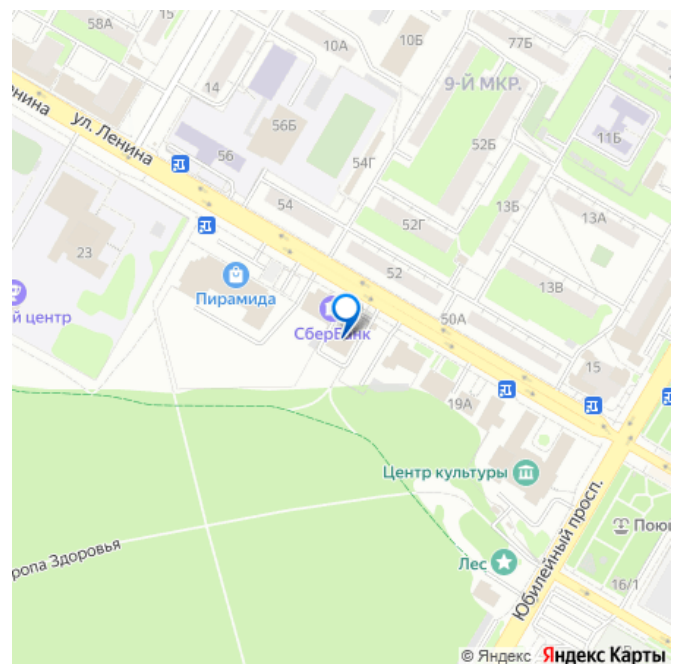 58А
15
10А
10Б
77Б
14
9-Й МКР.
енина
ул. Ленина
56Б
11Б
56
54Г
52Б
54
13Б
52Г
13А
23
52
Пирамида
13В
й центр
СберБанк
50А
15
19А
Центр культуры
Юбилейный просп.
Пою
ропа Здоровья
Лес
16/1
© Яндекс Яндекс Карты